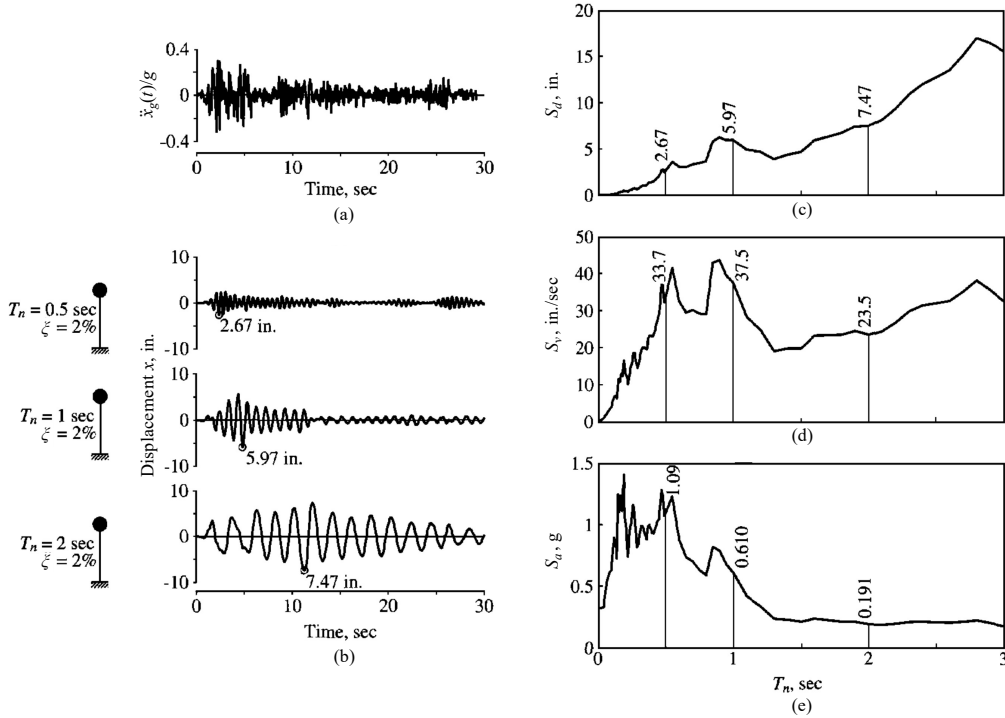 0.4
0
-0.4
ẍg(t)/g
0 10 20 30
Time, sec
(a)
Tn = 0.5 sec
ξ = 2%
Tn = 1 sec
ξ = 2%
Tn = 2 sec
ξ = 2%
Displacement x, in.
10
0
-10
2.67 in.
10
0
-10
5.97 in.
10
0
-10
7.47 in.
0 10 20 30
Time, sec
(b)
20
15
10
5
0
Sd, in.
2.67
5.97
7.47
(c)
50
40
30
20
10
0
Sv, in./sec
33.7
37.5
23.5
(d)
1.5
1
0.5
0
Sa, g
1.09
0.610
0.191
0 1 2 3
Tn, sec
(e)